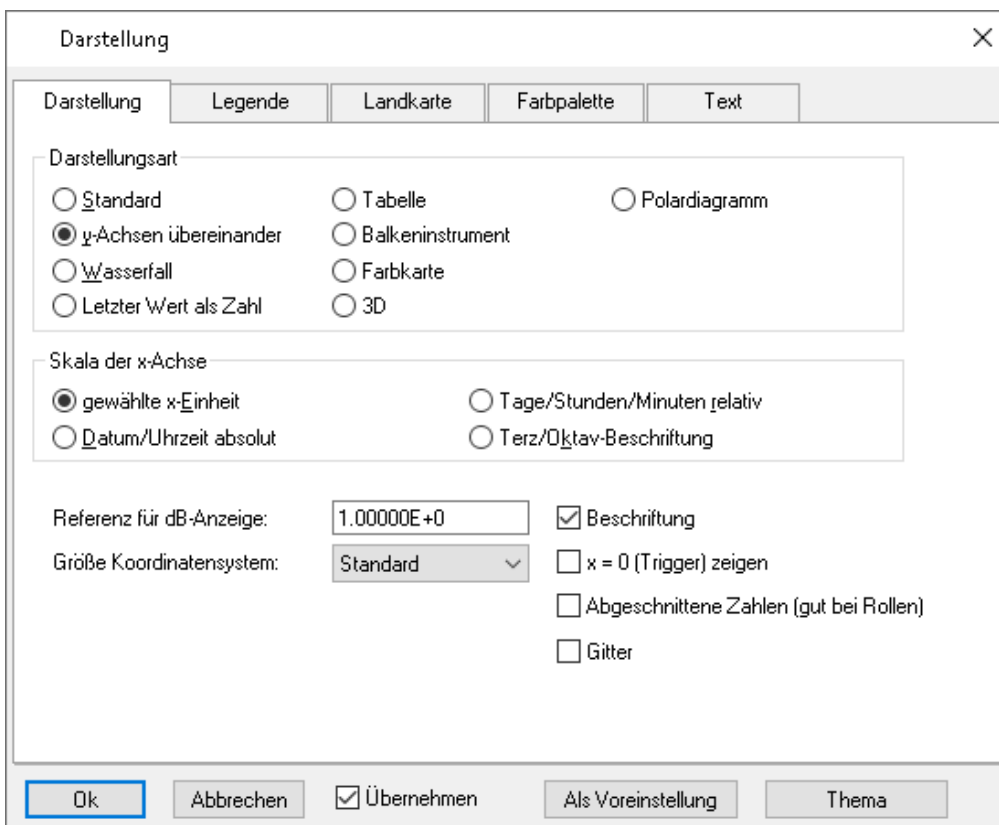 Darstellung
Darstellung Legende Landkarte Farbpalette Text
Darstellungsart
Standard Tabelle Polardiagramm
y-Achsen übereinander Balkeninstrument
Wasserfall Farbkarte
Letzter Wert als Zahl 3D
Skala der x-Achse
gewählte x-Einheit Tage/Stunden/Minuten relativ
Datum/Uhrzeit absolut Terz/Oktav-Beschriftung
Referenz für dB-Anzeige: 1.00000E+0 Beschriftung
Größe Koordinatensystem: Standard x = 0 (Trigger) zeigen
Abgeschnittene Zahlen (gut bei Rollen)
Gitter
Ok Abbrechen Übernehmen Als Voreinstellung Thema